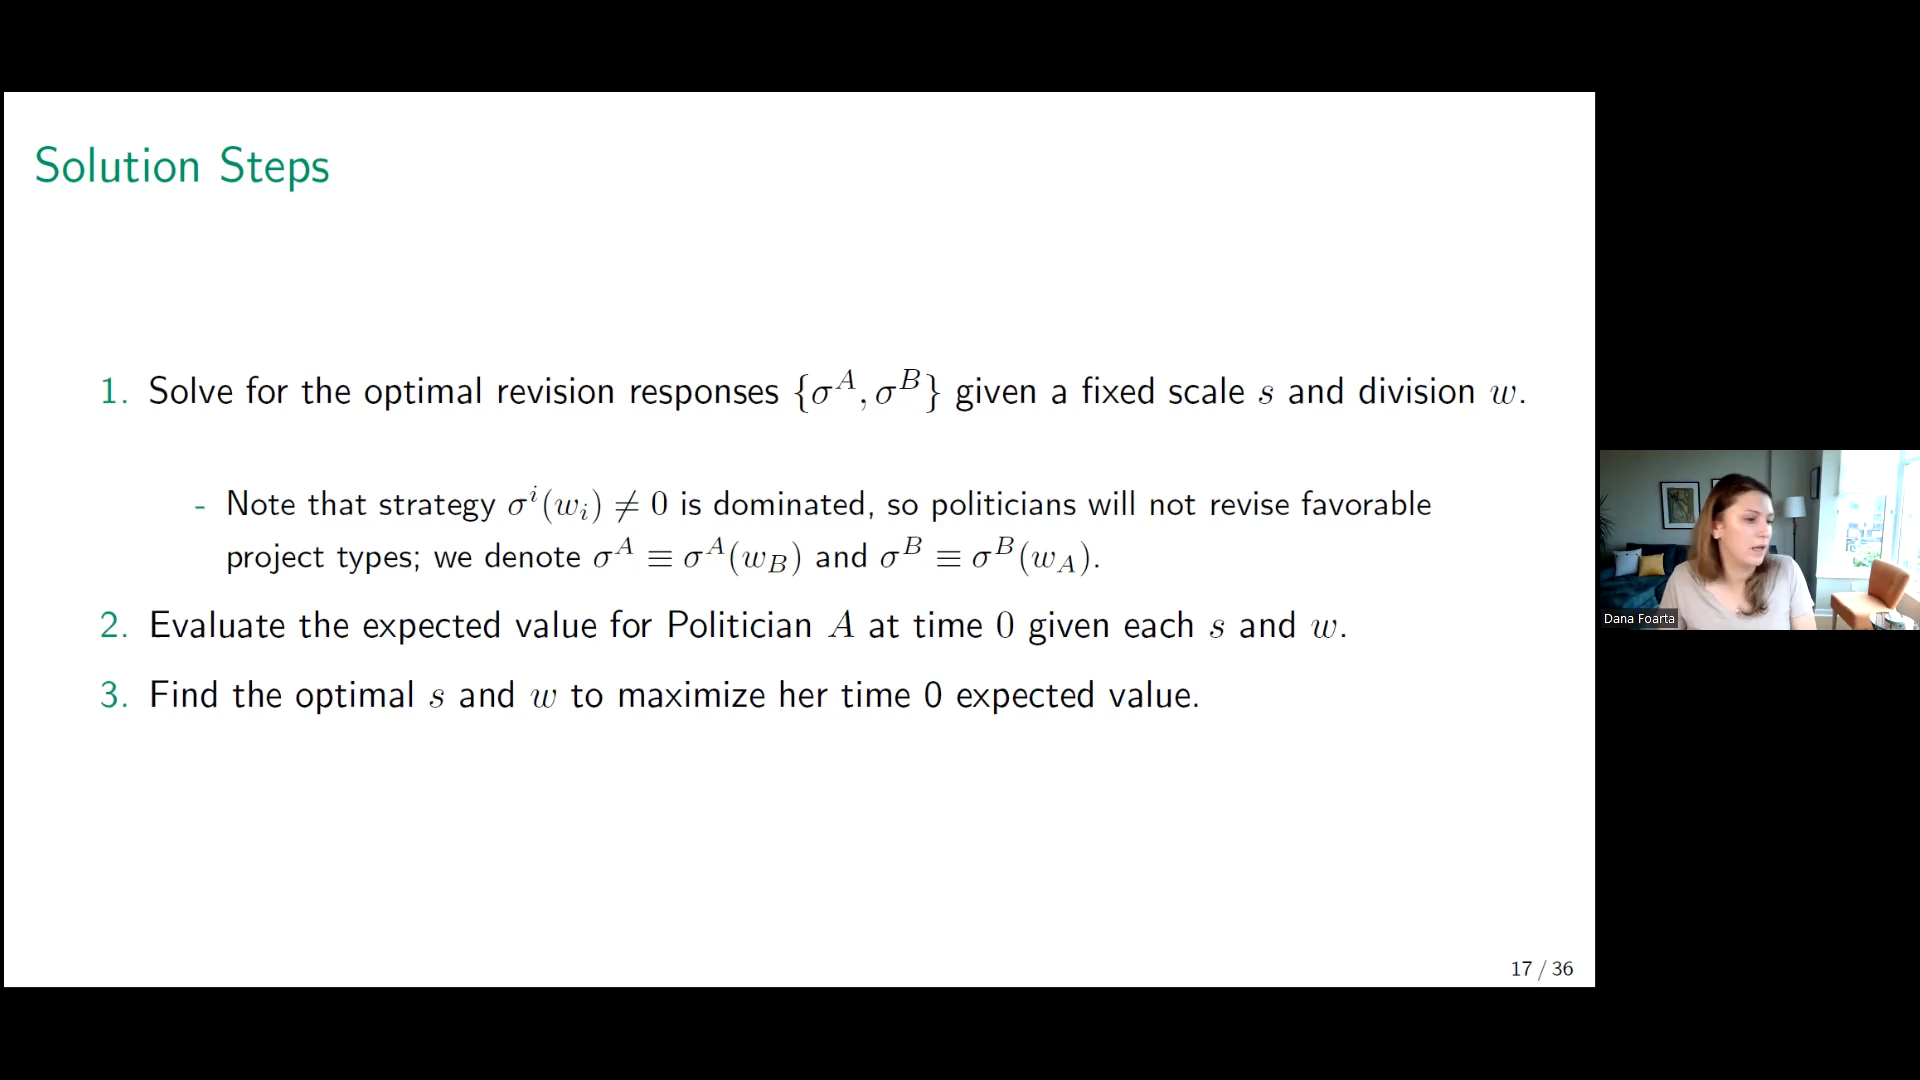 Solution Steps
1. Solve for the optimal revision responses {σ^A, σ^B} given a fixed scale s and division w.
- Note that strategy σ^i(w_i) ≠ 0 is dominated, so politicians will not revise favorable
project types; we denote σ^A ≡ σ^A(w_B) and σ^B ≡ σ^B(w_A).
2. Evaluate the expected value for Politician A at time 0 given each s and w.
3. Find the optimal s and w to maximize her time 0 expected value.
17 / 36
Dana Foarta